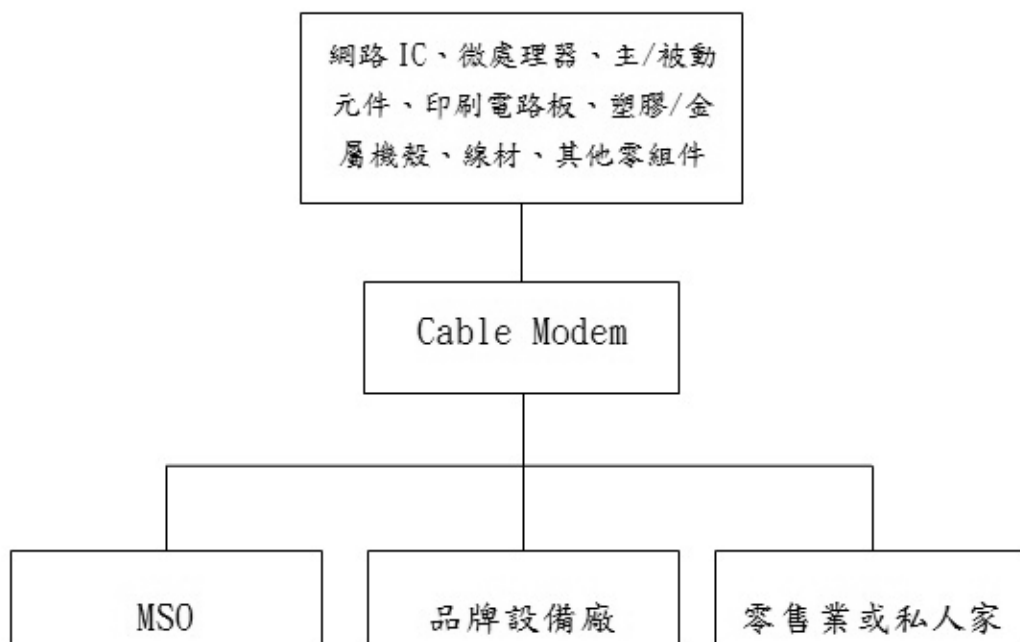 網路 IC、微處理器、主/被動
元件、印刷電路板、塑膠/金
屬機殼、線材、其他零組件
Cable Modem
MSO
品牌設備廠
零售業或私人家